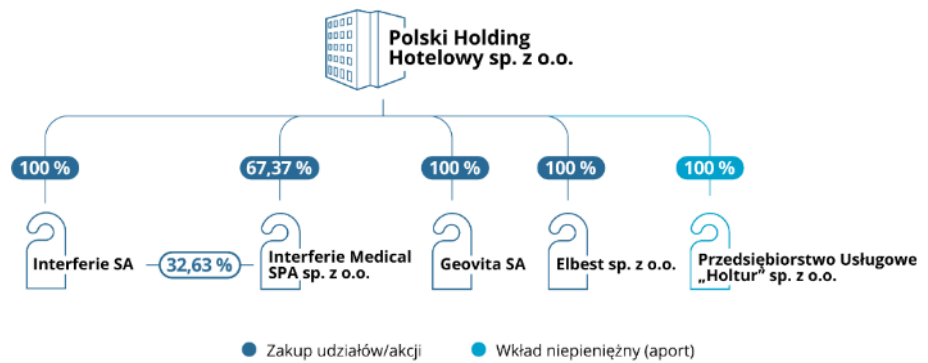 Polski Holding
Hotelowy sp. z o.o.
100 %
67,37 %
100 %
100 %
100 %
Interferie SA
32,63 %
Interferie Medical
SPA sp. z o.o.
Geovita SA
Elbest sp. z o.o.
Przedsiębiorstwo Usługowe
„Holtur" sp. z o.o.
Zakup udziałów/akcji
Wkład niepieniężny (aport)